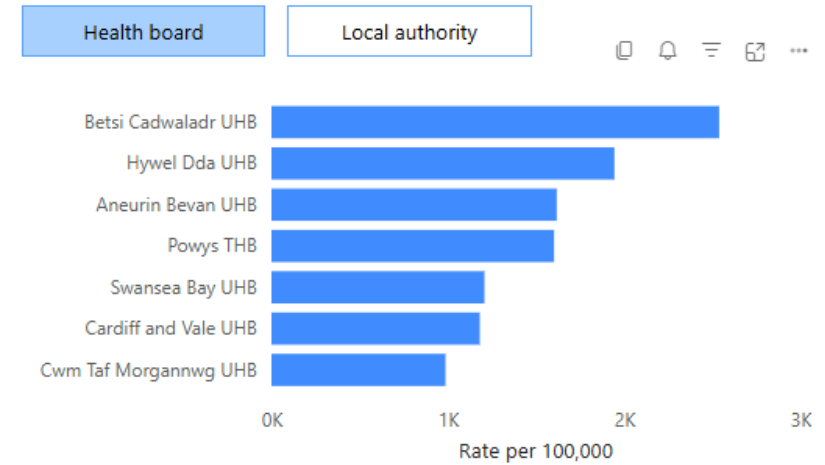 Health board
Local authority
Betsi Cadwaladr UHB
Hywel Dda UHB
Aneurin Bevan UHB
Powys THB
Swansea Bay UHB
Cardiff and Vale UHB
Cwm Taf Morgannwg UHB
0K 1K 2K 3K
Rate per 100,000